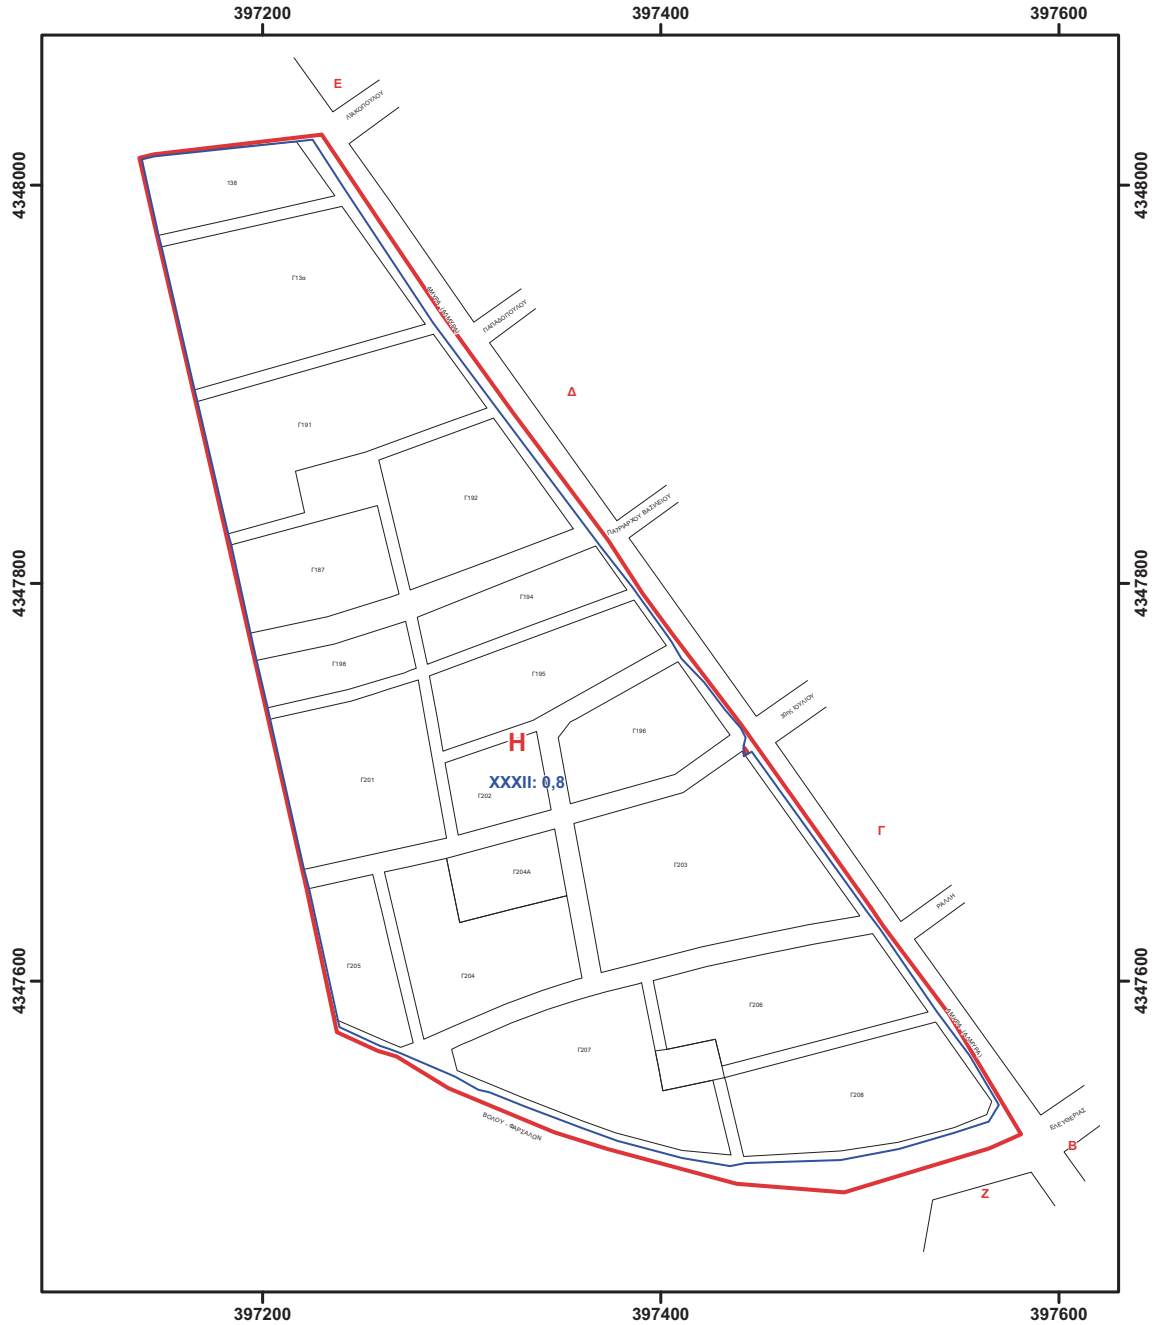 397200 397400 397600
Ε
ΛΙΑΚΟΠΟΥΛΟΥ
4348000 4348000
138
Γ13α
ΠΑΠΑΔΟΠΟΥΛΟΥ
Δ
Γ191
Γ192
ΠΑΤΡΙΑΡΧΟΥ ΒΑΣΙΛΕΙΟΥ
4347800 4347800
Γ187
Γ194
Γ198
Γ195
30ης ΙΟΥΛΙΟΥ
Γ196
Η
Γ201
XXXII: 0,8
Γ202
Γ
Γ203
Γ204Α
ΡΑΛΛΗ
Γ205
Γ204
4347600 4347600
Γ206
Γ207
Γ208
ΒΟΛΟΥ - ΦΑΡΣΑΛΩΝ
ΕΛΕΥΘΕΡΙΑΣ
Β
Ζ
397200 397400 397600